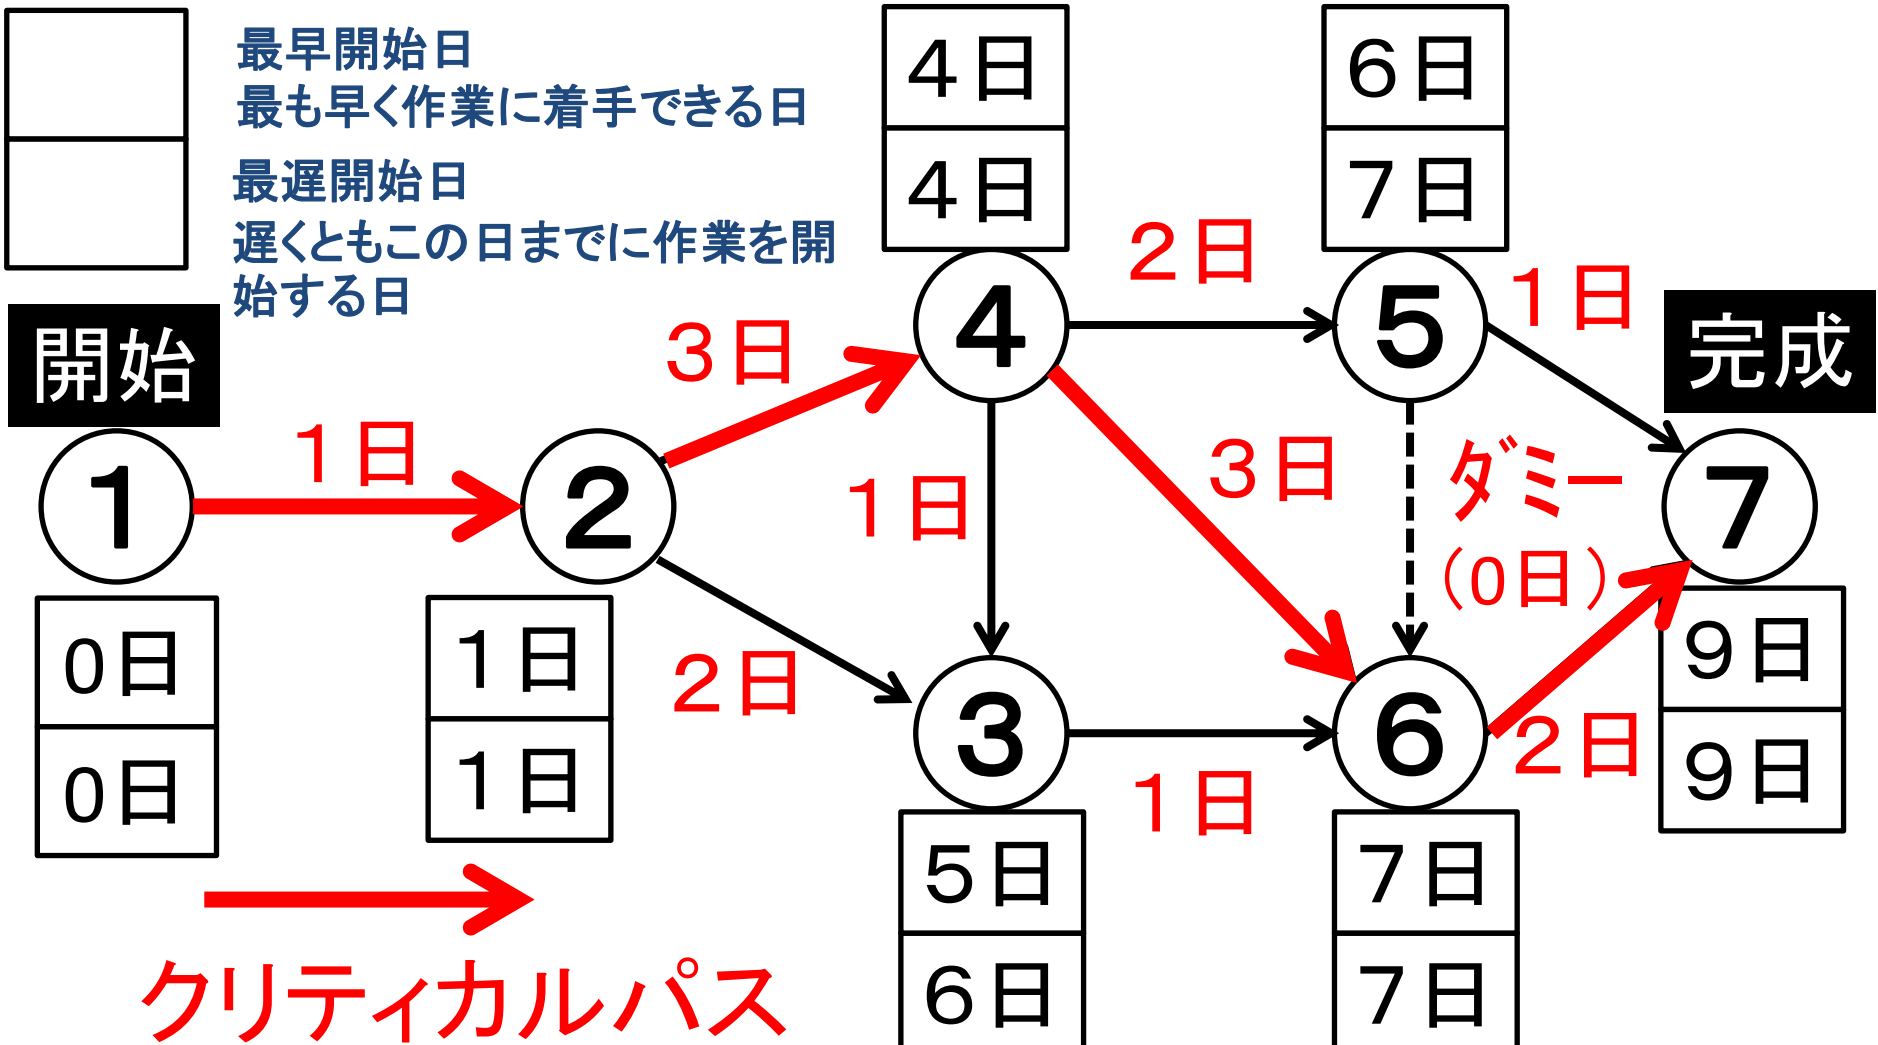 最早開始日
最も早く作業に着手できる日
最遅開始日
遅くともこの日までに作業を開
始する日
4日
4日
6日
7日
開始
完成
1日
3日
2日
1日
1
2
4
5
7
1日
3日
ダミー
(0日)
2日
3
6
1日
2日
0日
0日
1日
1日
5日
6日
7日
7日
9日
9日
クリティカルパス